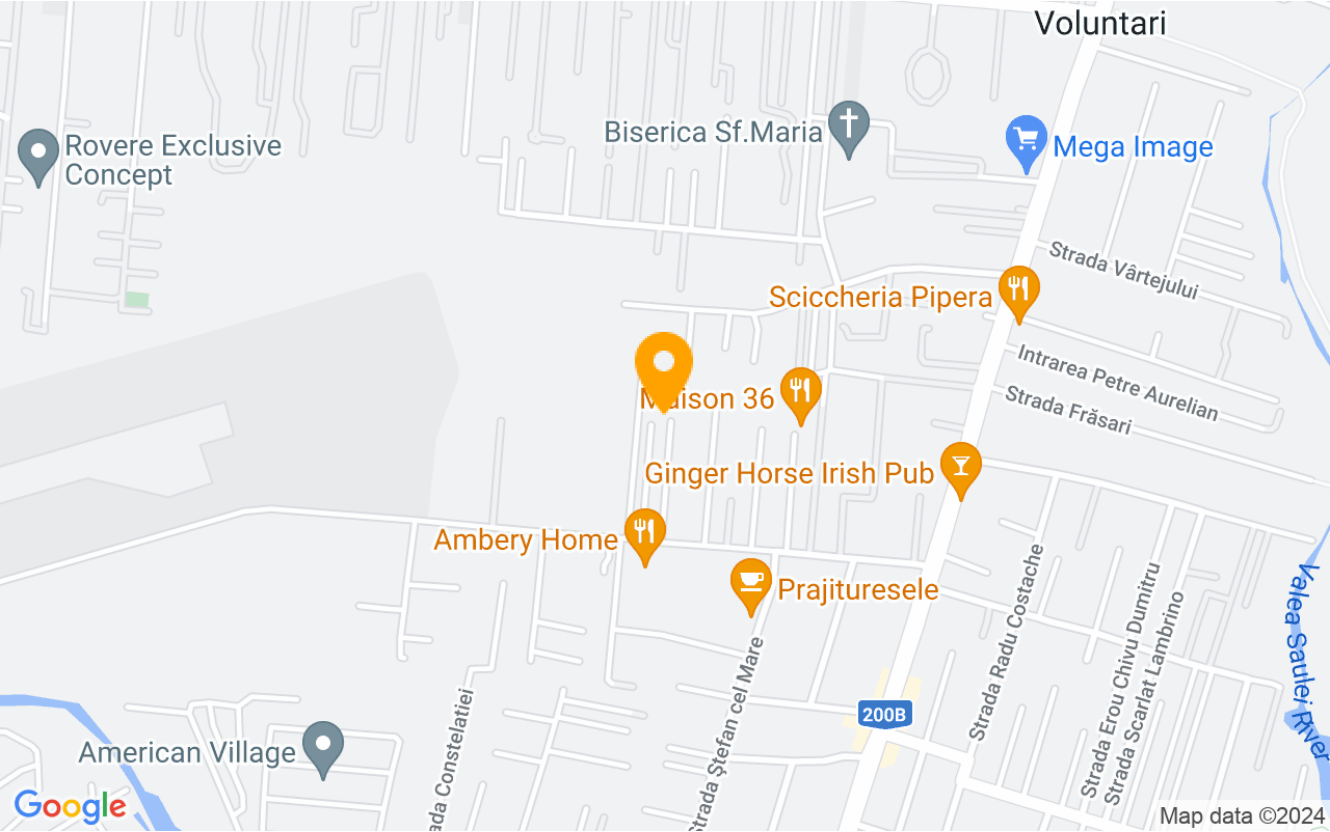 Voluntari
Biserica Sf.Maria
Rovere Exclusive
Concept
Mega Image
Strada Vârtejului
Sciccheria Pipera
Intrarea Petre Aurelian
Maison 36
Strada Frăsari
Ginger Horse Irish Pub
Ambery Home
Prajituresele
Strada Radu Costache
Strada Erou Chivu Dumitru
Strada Scarlat Lambrino
Valea Saulei River
Strada Ștefan cel Mare
ada Constelatiei
200B
American Village
Google
Map data ©2024